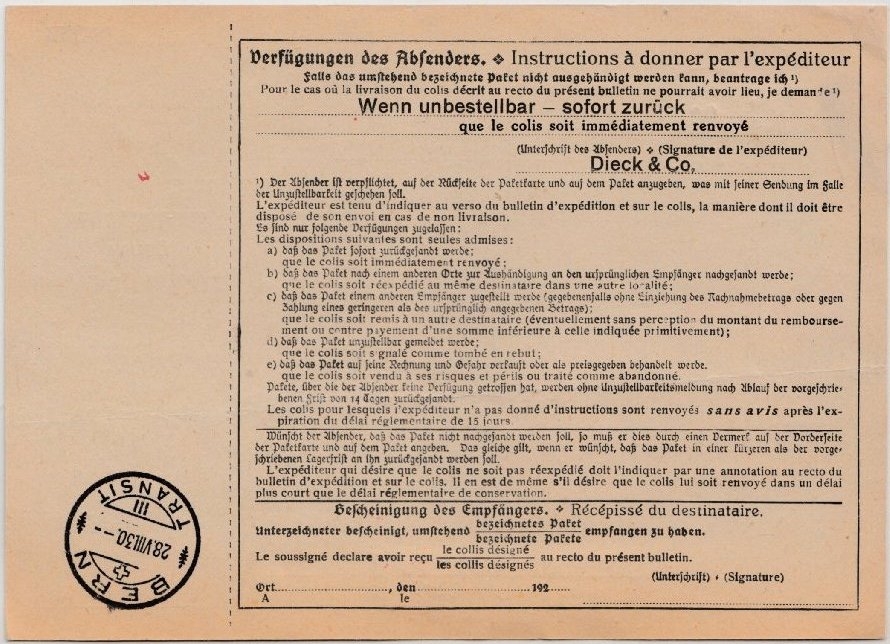 Verfügungen des Absenders. ❖ Instructions à donner par l'expéditeur
Falls das umstehend bezeichnete Paket nicht ausgehändigt werden kann, beantrage ich ¹)
Pour le cas où la livraison du colis décrit au recto du présent bulletin ne pourrait avoir lieu, je demande ¹)
Wenn unbestellbar – sofort zurück
que le colis soit immédiatement renvoyé
(Unterschrift des Absenders) ❖ (Signature de l'expéditeur)
Dieck & Co.
¹) Der Absender ist verpflichtet, auf der Rückseite der Paketkarte und auf dem Paket anzugeben, was mit seiner Sendung im Falle
der Unzustellbarkeit geschehen soll.
L'expéditeur est tenu d'indiquer au verso du bulletin d'expédition et sur le colis, la manière dont il doit être
disposé de son envoi en cas de non livraison.
Es sind nur folgende Verfügungen zugelassen:
Les dispositions suivantes sont seules admises:
a) daß das Paket sofort zurückgesandt werde;
que le colis soit immédiatement renvoyé;
b) daß das Paket nach einem anderen Orte zur Aushändigung an den ursprünglichen Empfänger nachgesandt werde;
que le colis soit réexpédié au même destinataire dans une autre localité;
c) daß das Paket einem anderen Empfänger zugestellt werde (gegebenenfalls ohne Einziehung des Nachnahmebetrags oder gegen
Zahlung eines geringeren als des ursprünglich angegebenen Betrags);
que le colis soit remis à un autre destinataire (éventuellement sans perception du montant du rembourse-
ment ou contre payement d'une somme inférieure à celle indiquée primitivement);
d) daß das Paket unzustellbar gemeldet werde;
que le colis soit signalé comme tombé en rebut;
e) daß das Paket auf seine Rechnung und Gefahr verkauft oder als preisgegeben behandelt werde.
que le colis soit vendu à ses risques et périls ou traité comme abandonné.
Pakete, über die der Absender keine Verfügung getroffen hat, werden ohne Unzustellbarkeitsmeldung nach Ablauf der vorgeschrie-
benen Frist von 14 Tagen zurückgesandt.
Les colis pour lesquels l'expéditeur n'a pas donné d'instructions sont renvoyés sans avis après l'ex-
piration du délai réglementaire de 15 jours.
Wünscht der Absender, daß das Paket nicht nachgesandt werden soll, so muß er dies durch einen Vermerk auf der Vorderseite
der Paketkarte und auf dem Paket angeben. Das gleiche gilt, wenn er wünscht, daß das Paket in einer kürzeren als der vorge-
schriebenen Lagerfrist an ihn zurückgesandt werden soll.
L'expéditeur qui désire que le colis ne soit pas réexpédié doit l'indiquer par une annotation au recto du
bulletin d'expédition et sur le colis. Il en est de même s'il désire que le colis lui soit renvoyé dans un délai
plus court que le délai réglementaire de conservation.
Bescheinigung des Empfängers. ❖ Récépissé du destinataire.
Unterzeichneter bescheinigt, umstehend bezeichnetes Paket
bezeichnete Pakete empfangen zu haben.
Le soussigné declare avoir reçu le colis désigné
les colis désignés au recto du présent bulletin.
(Unterschrift) ❖ (Signature)
Ort , den 192
A le
BERN
28.VIII.30.–
III
TRANSIT